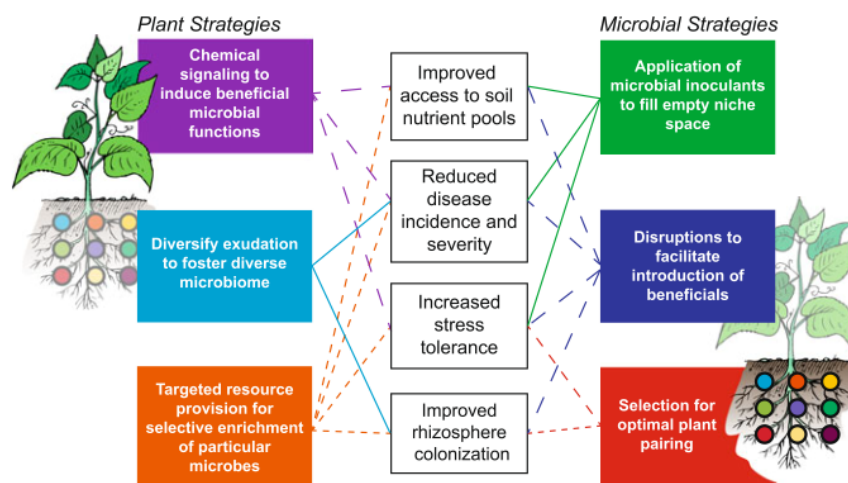 Plant Strategies
Chemical
signaling to
induce beneficial
microbial
functions
Diversify exudation
to foster diverse
microbiome
Targeted resource
provision for
selective enrichment
of particular
microbes
Improved
access to soil
nutrient pools
Reduced
disease
incidence and
severity
Increased
stress
tolerance
Improved
rhizosphere
colonization
Microbial Strategies
Application of
microbial inoculants
to fill empty niche
space
Disruptions to
facilitate
introduction of
beneficials
Selection for
optimal plant
pairing